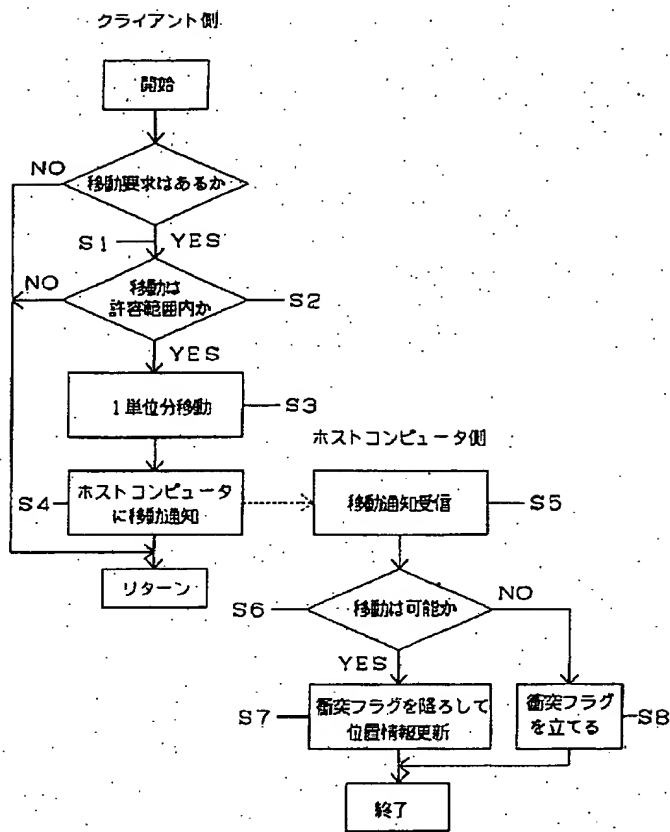 クライアント側
開始
NO
移動要求はあるか
S1
YES
NO
移動は
許容範囲内か
S2
YES
1単位分移動
S3
ホストコンピュータ側
S4
ホストコンピュータ
に移動通知
移動通知受信
S5
リターン
S6
移動は可能か
NO
YES
S7
衝突フラグを降ろして
位置情報更新
衝突フラグ
を立てる
S8
終了